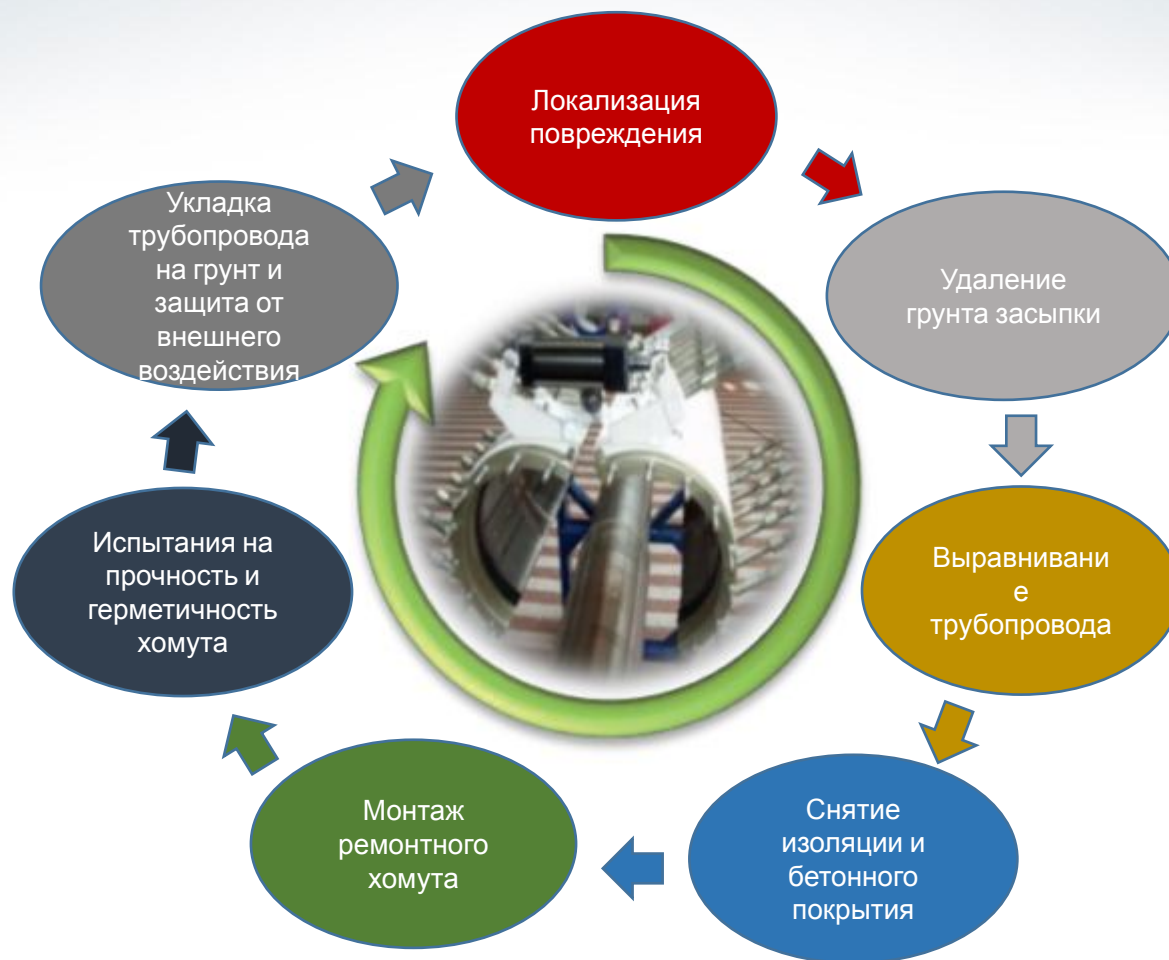 Локализация
повреждения
Удаление
грунта засыпки
Выравнивани
е
трубопровода
Снятие
изоляции и
бетонного
покрытия
Монтаж
ремонтного
хомута
Испытания на
прочность и
герметичность
хомута
Укладка
трубопровода
на грунт и
защита от
внешнего
воздействия